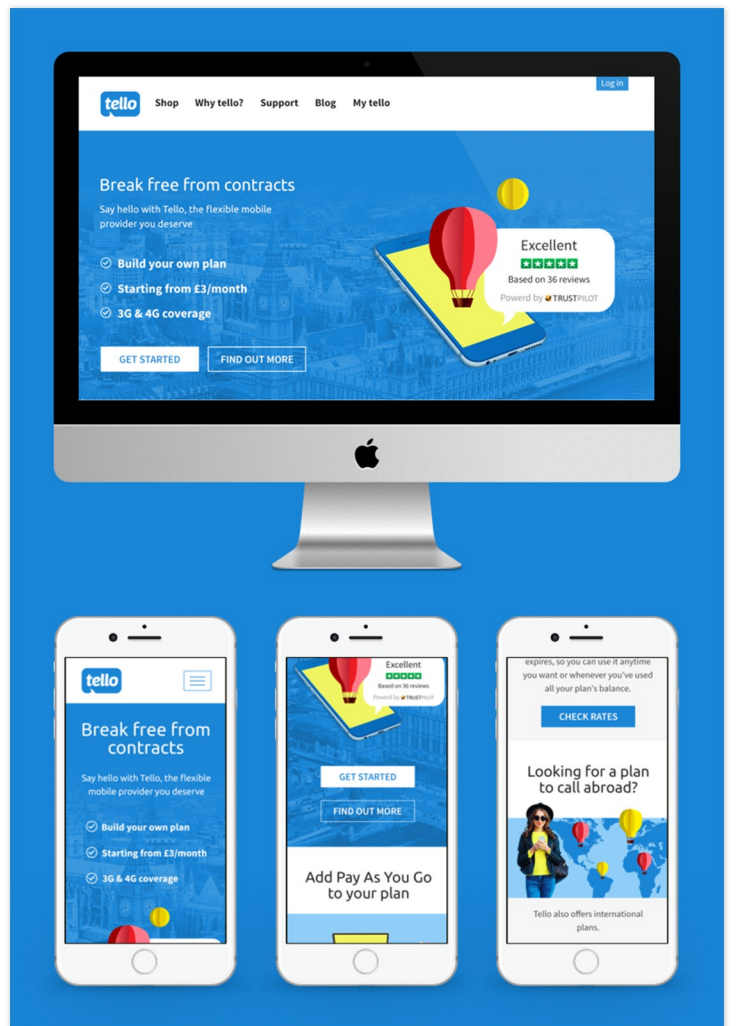 Log in
tello Shop Why tello? Support Blog My tello
Break free from contracts
Say hello with Tello, the flexible mobile
provider you deserve
Build your own plan
Starting from £3/month
3G & 4G coverage
GET STARTED FIND OUT MORE
Excellent
Based on 36 reviews
Powerd by TRUSTPILOT
tello
Break free from
contracts
Say hello with Tello, the flexible
mobile provider you deserve
Build your own plan
Starting from £3/month
3G & 4G coverage
Excellent
Based on 36 reviews
Powerd by TRUSTPILOT
GET STARTED
FIND OUT MORE
Add Pay As You Go
to your plan
expires, so you can use it anytime
you want or whenever you've used
all your plan's balance.
CHECK RATES
Looking for a plan
to call abroad?
Tello also offers international
plans.